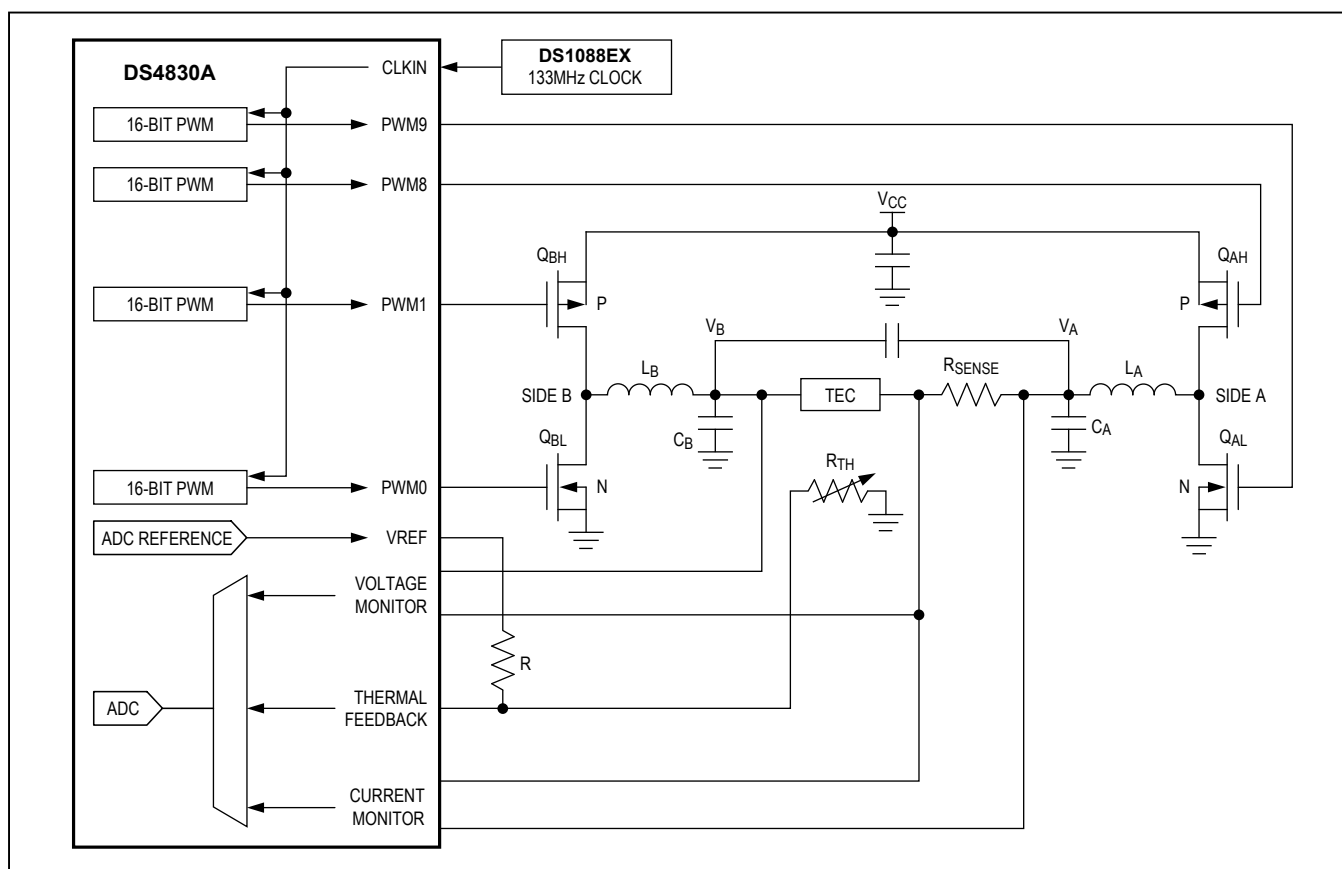 DS4830A
CLKIN
DS1088EX
133MHz CLOCK
16-BIT PWM
PWM9
16-BIT PWM
PWM8
VCC
QBH
QAH
16-BIT PWM
PWM1
P
P
VB
VA
LB
RSENSE
LA
SIDE B
TEC
SIDE A
QBL
CB
CA
QAL
RTH
16-BIT PWM
PWM0
N
N
ADC REFERENCE
VREF
VOLTAGE
MONITOR
R
ADC
THERMAL
FEEDBACK
CURRENT
MONITOR